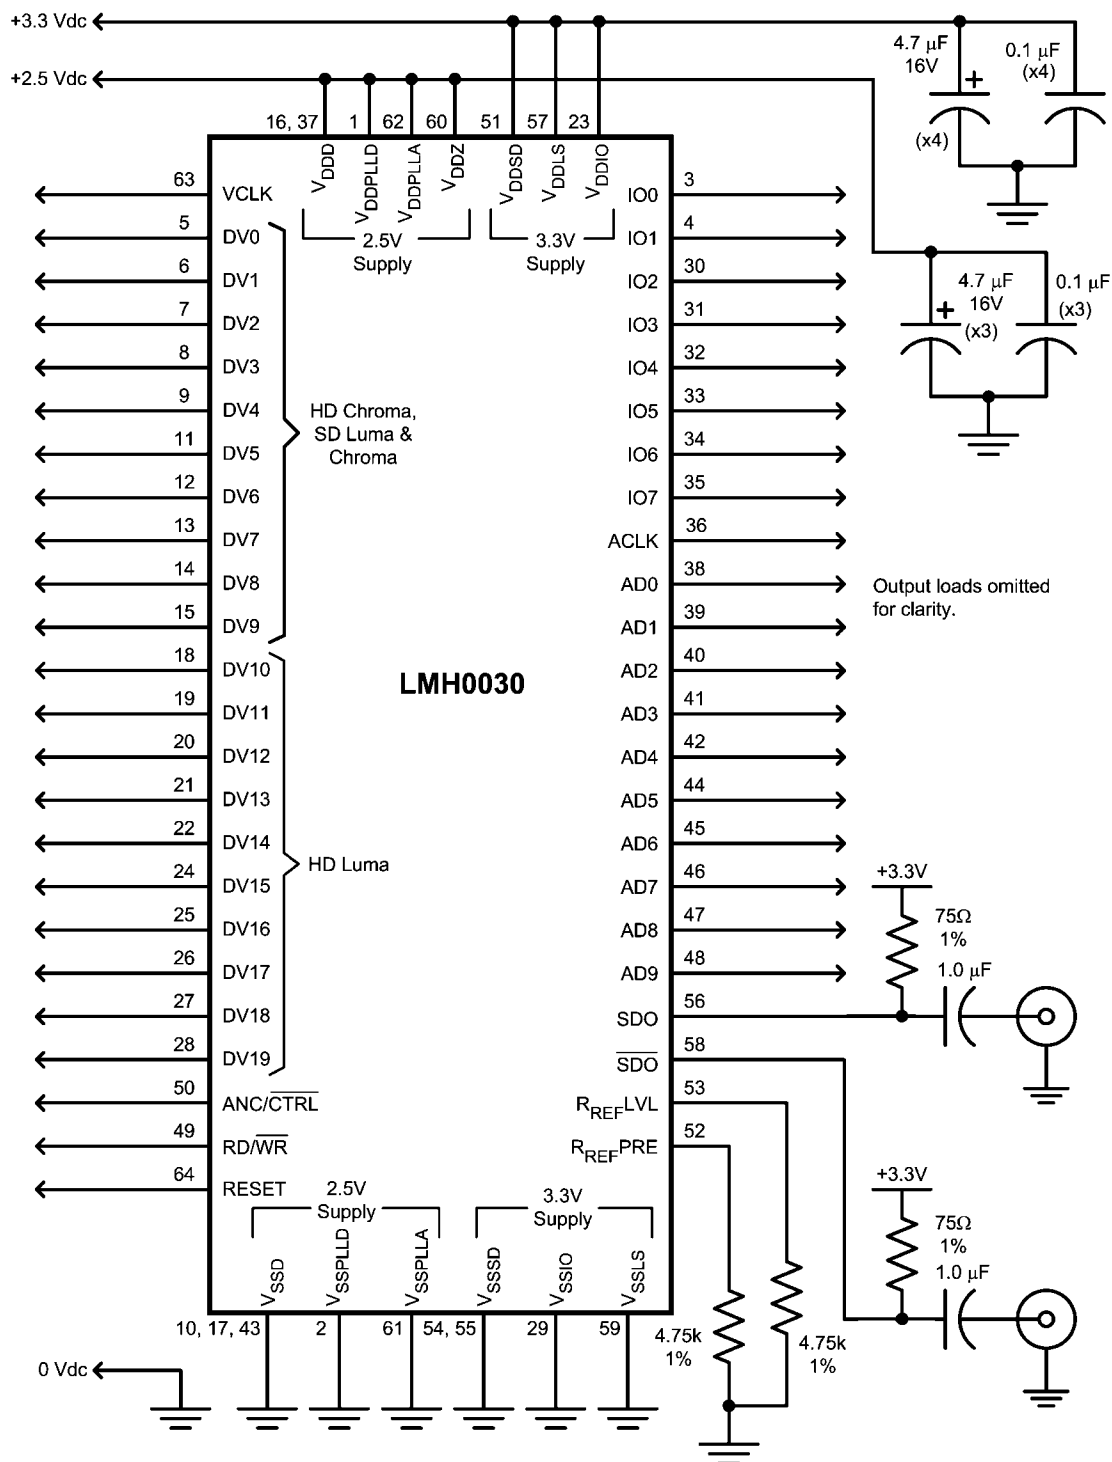 +3.3 Vdc
4.7 µF
16V
(x4)
0.1 µF
(x4)
+2.5 Vdc
16, 37
1
62
60
51
57
23
VDDD
VDDPLLD
VDDPLLA
VDDZ
VDDSD
VDDLS
VDDIO
2.5V
Supply
3.3V
Supply
4.7 µF
16V
(x3)
0.1 µF
(x3)
63 VCLK
5 DV0
6 DV1
7 DV2
8 DV3
9 DV4
11 DV5
12 DV6
13 DV7
14 DV8
15 DV9
HD Chroma,
SD Luma &
Chroma
18 DV10
19 DV11
20 DV12
21 DV13
22 DV14
24 DV15
25 DV16
26 DV17
27 DV18
28 DV19
HD Luma
50 ANC/CTRL
49 RD/WR
64 RESET
LMH0030
IO0 3
IO1 4
IO2 30
IO3 31
IO4 32
IO5 33
IO6 34
IO7 35
ACLK 36
AD0 38
AD1 39
AD2 40
AD3 41
AD4 42
AD5 44
AD6 45
AD7 46
AD8 47
AD9 48
SDO 56
SDO 58
RREFLVL 53
RREFPRE 52
Output loads omitted
for clarity.
+3.3V
75Ω
1%
1.0 µF
+3.3V
75Ω
1%
1.0 µF
2.5V
Supply
3.3V
Supply
VSSD
VSSPLLD
VSSPLLA
VSSSD
VSSIO
VSSLS
10, 17, 43
2
61
54, 55
29
59
4.75k
1%
4.75k
1%
0 Vdc